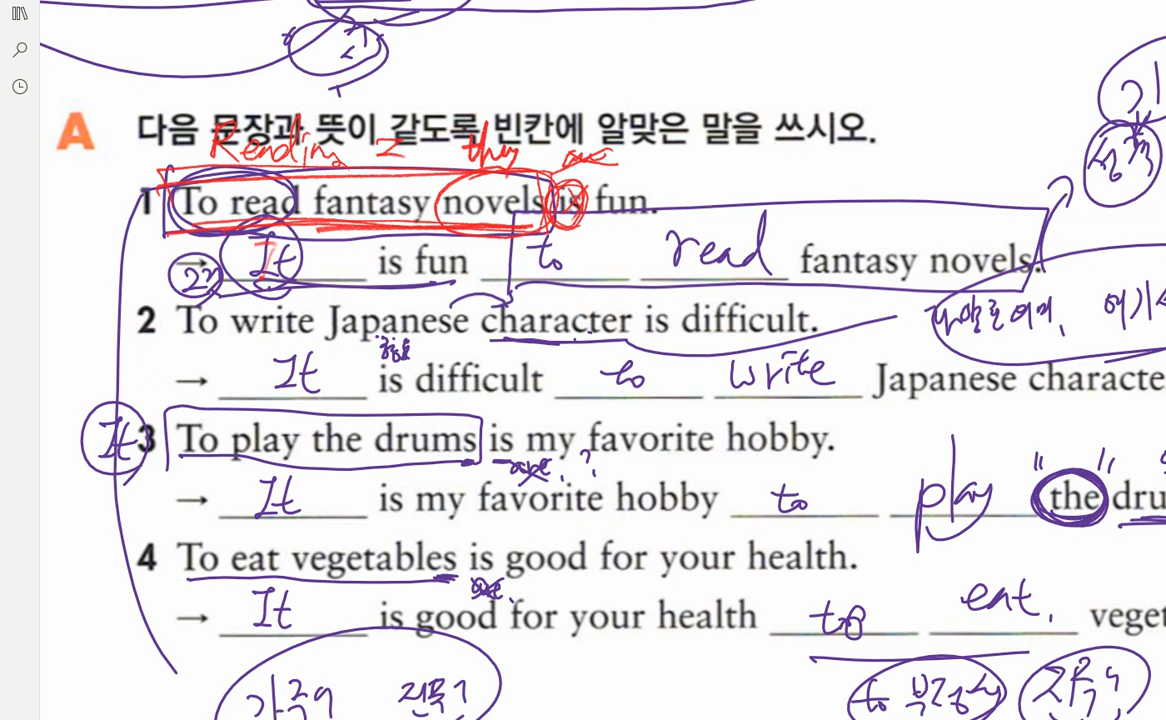 A 다음 문장과 뜻이 같도록 빈칸에 알맞은 말을 쓰시오.
Reading they are
1 To read fantasy novels is fun.
→ It is fun to read fantasy novels.
2 To write Japanese character is difficult.
→ It is difficult to write Japanese characte
It
3 To play the drums is my favorite hobby.
are ?
→ It is my favorite hobby to play "the" dru
4 To eat vegetables is good for your health.
are
→ It is good for your health to eat. veget
가주어 진주어 to 부정사